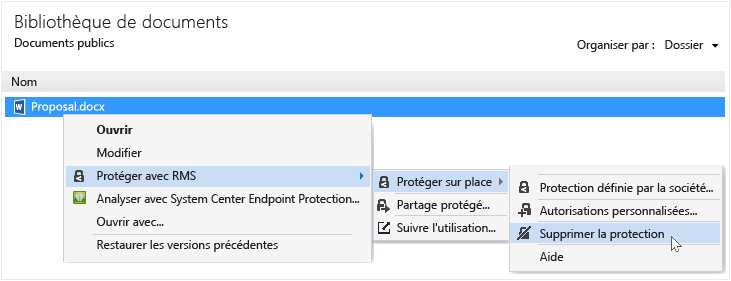 Bibliothèque de documents
Documents publics
Organiser par : Dossier
Nom
Proposal.docx
Ouvrir
Modifier
Protéger avec RMS
Analyser avec System Center Endpoint Protection...
Ouvrir avec...
Restaurer les versions précédentes
Protéger sur place
Partage protégé...
Suivre l'utilisation...
Protection définie par la société...
Autorisations personnalisées...
Supprimer la protection
Aide